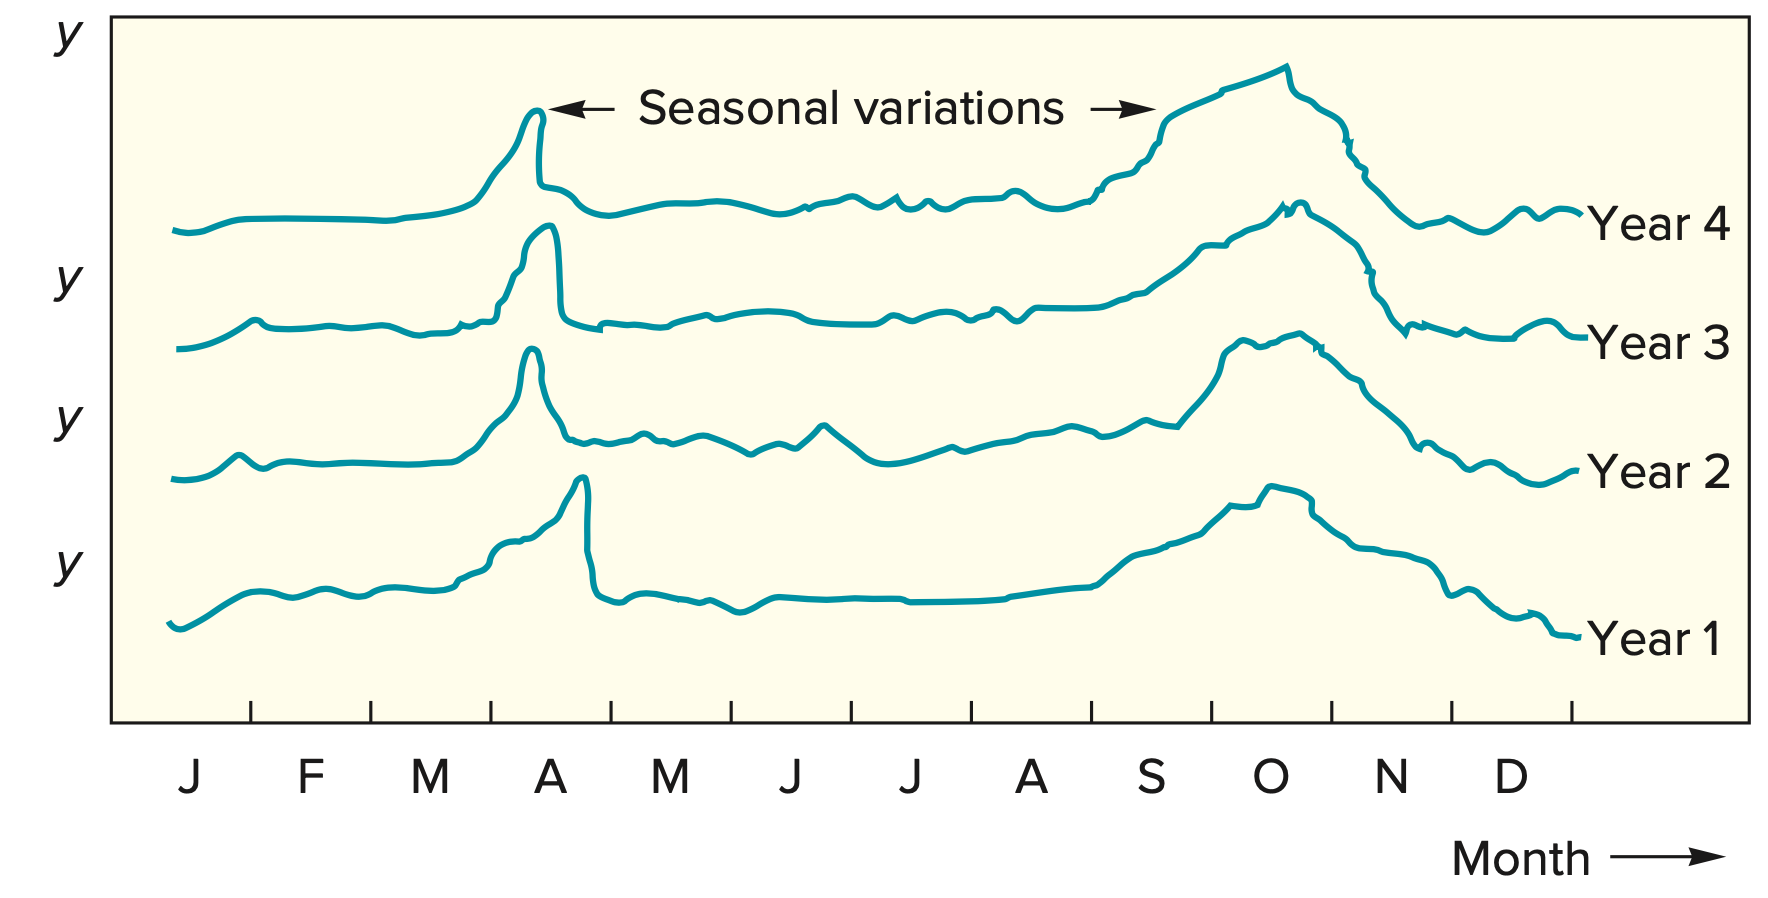 y
Seasonal variations
Year 4
y
Year 3
y
Year 2
y
Year 1
J F M A M J J A S O N D
Month